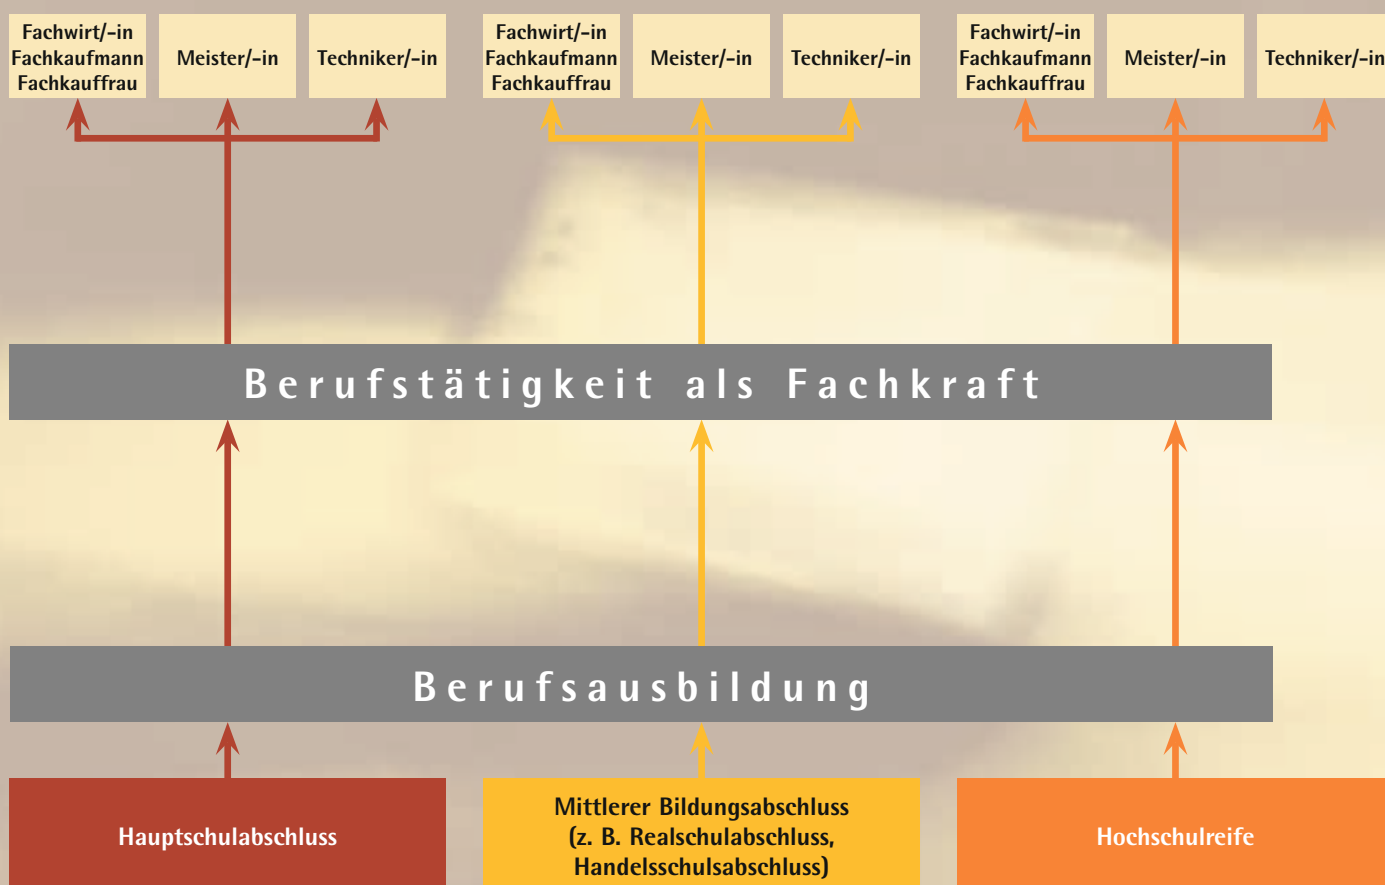 Fachwirt/-in
Fachkaufmann
Fachkauffrau
Meister/-in
Techniker/-in
Fachwirt/-in
Fachkaufmann
Fachkauffrau
Meister/-in
Techniker/-in
Fachwirt/-in
Fachkaufmann
Fachkauffrau
Meister/-in
Techniker/-in
Berufstätigkeit als Fachkraft
Berufsausbildung
Hauptschulabschluss
Mittlerer Bildungsabschluss
(z. B. Realschulabschluss,
Handelsschulsabschluss)
Hochschulreife